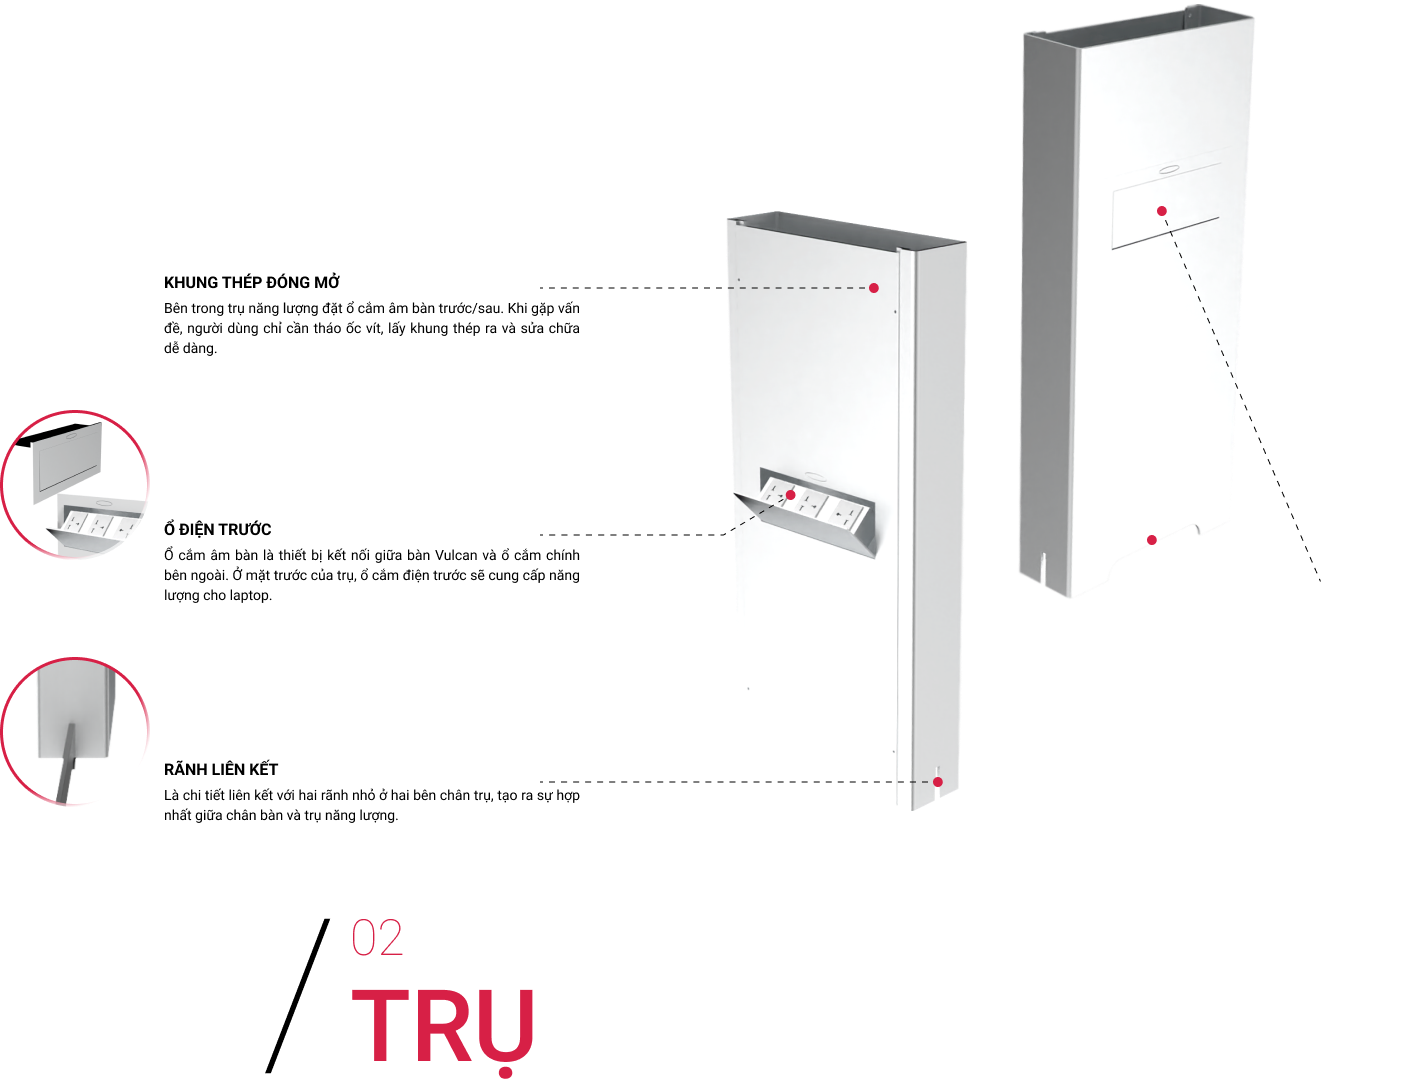 KHUNG THÉP ĐÓNG MỞ
Bên trong trụ năng lượng đặt ổ cắm âm bàn trước/sau. Khi gặp vấn
đề, người dùng chỉ cần tháo ốc vít, lấy khung thép ra và sửa chữa
dễ dàng.
Ổ ĐIỆN TRƯỚC
Ổ cắm âm bàn là thiết bị kết nối giữa bàn Vulcan và ổ cắm chính
bên ngoài. Ở mặt trước của trụ, ổ cắm điện trước sẽ cung cấp năng
lượng cho laptop.
RÃNH LIÊN KẾT
Là chi tiết liên kết với hai rãnh nhỏ ở hai bên chân trụ, tạo ra sự hợp
nhất giữa chân bàn và trụ năng lượng.
02
TRỤ